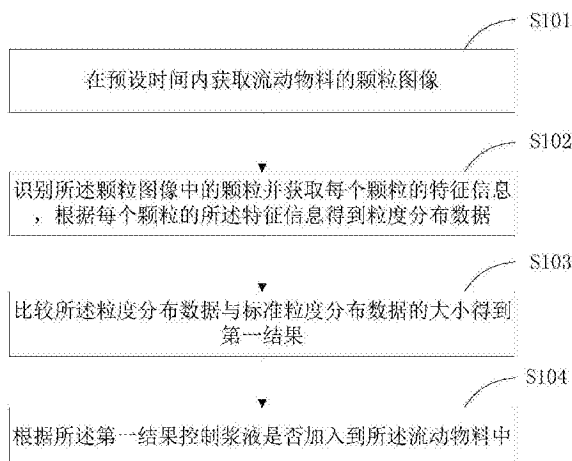 S101
在预设时间内获取流动物料的颗粒图像
S102
识别所述颗粒图像中的颗粒并获取每个颗粒的特征信息
，根据每个颗粒的所述特征信息得到粒度分布数据
S103
比较所述粒度分布数据与标准粒度分布数据的大小得到
第一结果
S104
根据所述第一结果控制浆液是否加入到所述流动物料中